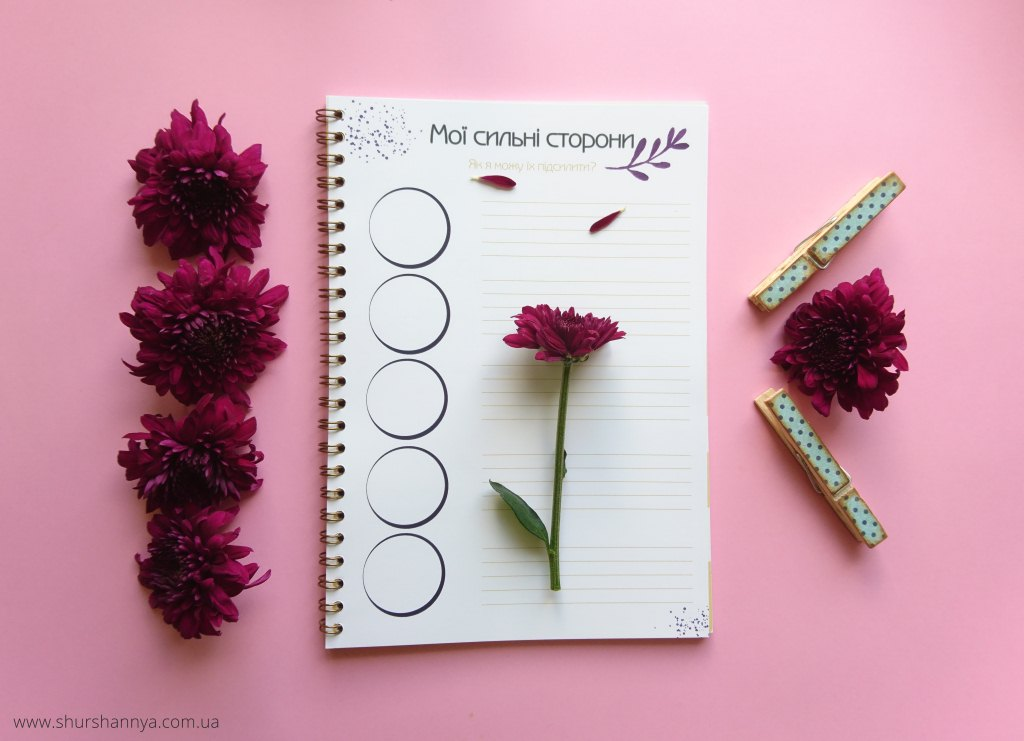 Мої сильні сторони
Як я можу їх підсилити?
www.shurshannya.com.ua